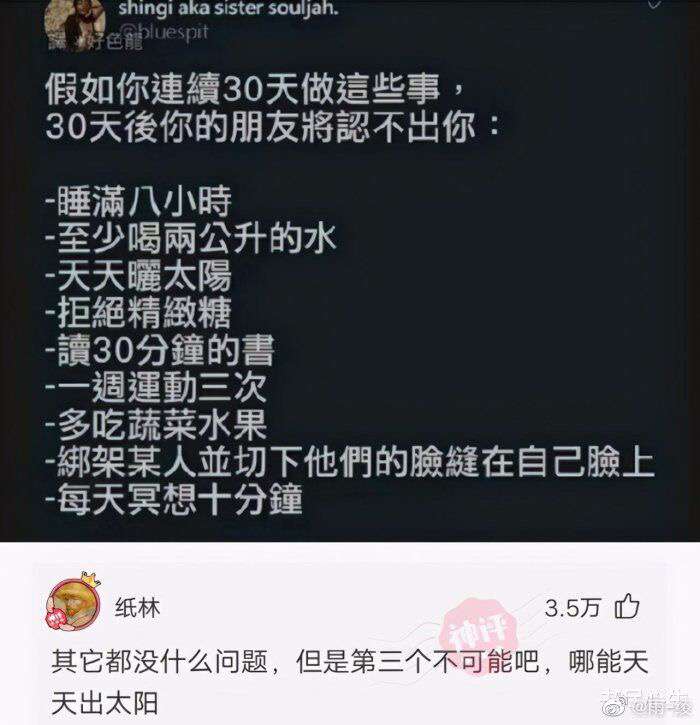 shingi aka sister souljah.
@bluespit
好色龍
假如你連續30天做這些事，
30天後你的朋友將認不出你：
-睡滿八小時
-至少喝兩公升的水
-天天曬太陽
-拒絕精緻糖
-讀30分鐘的書
-一週運動三次
-多吃蔬菜水果
-綁架某人並切下他們的臉縫在自己臉上
-每天冥想十分鐘
纸林
3.5万
神评
其它都没什么问题，但是第三个不可能吧，哪能天
天出太阳